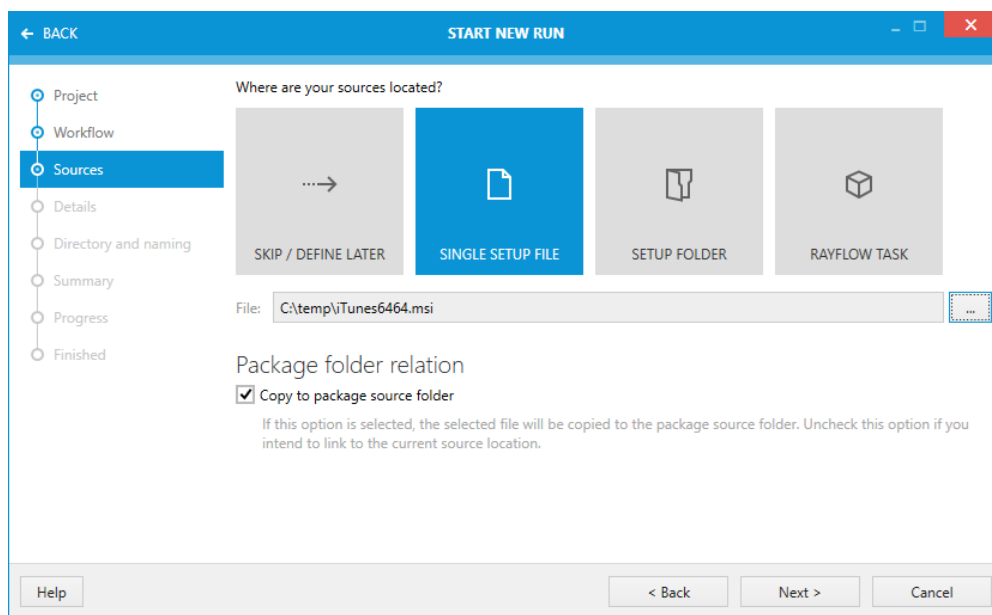 BACK
START NEW RUN
Project
Workflow
Sources
Details
Directory and naming
Summary
Progress
Finished
Where are your sources located?
SKIP / DEFINE LATER
SINGLE SETUP FILE
SETUP FOLDER
RAYFLOW TASK
File: C:\temp\iTunes6464.msi ...
Package folder relation
Copy to package source folder
If this option is selected, the selected file will be copied to the package source folder. Uncheck this option if you
intend to link to the current source location.
Help
< Back
Next >
Cancel